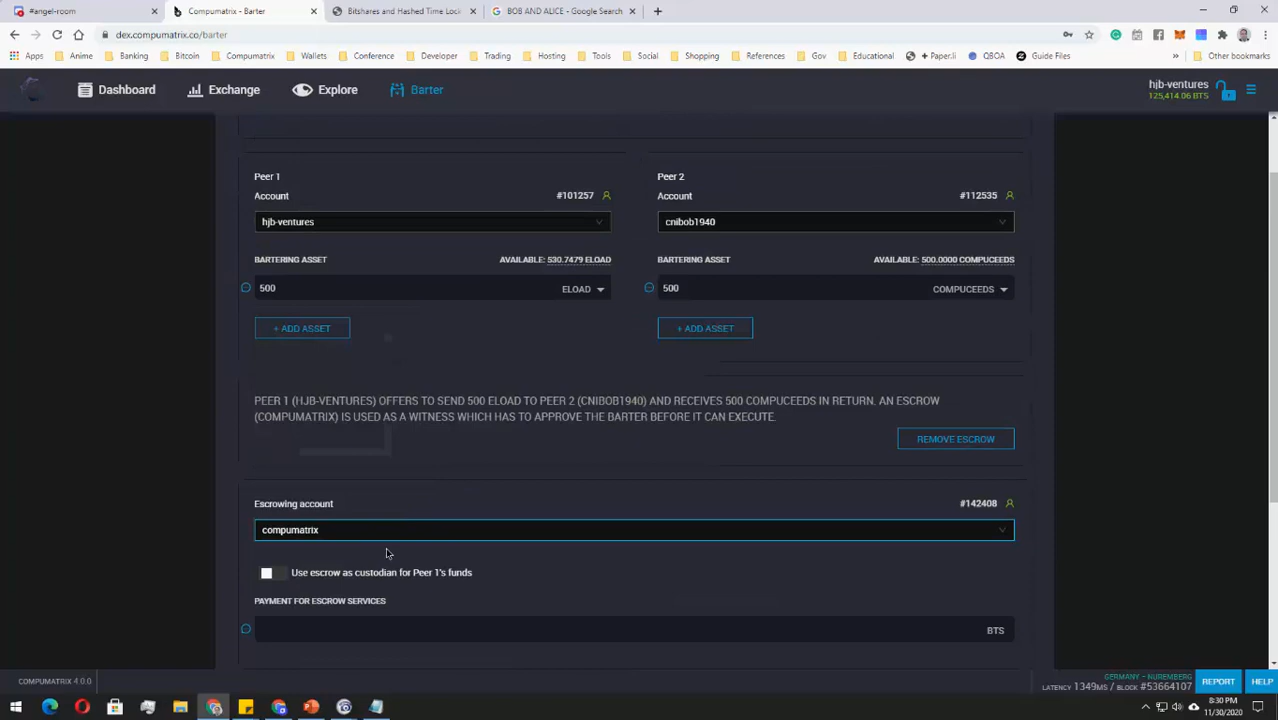 #angel-room
Compumatrix - Barter
Bitshares and Hashed Time Lock
BOB AND ALICE - Google Search
dex.compumatrix.co/barter
Apps
Anime
Banking
Bitcoin
Compumatrix
Wallets
Conference
Developer
Trading
Hosting
Tools
Social
Shopping
References
Gov
Educational
+ Paper.li
QBOA
Guide Files
»
Other bookmarks
Dashboard
Exchange
Explore
Barter
hjb-ventures
125,414.06 BTS
Peer 1
Account #101257
hjb-ventures
BARTERING ASSET AVAILABLE: 530.7479 ELOAD
500 ELOAD
+ ADD ASSET
Peer 2
Account #112535
cnibob1940
BARTERING ASSET AVAILABLE: 500.0000 COMPUCEEDS
500 COMPUCEEDS
+ ADD ASSET
PEER 1 (HJB-VENTURES) OFFERS TO SEND 500 ELOAD TO PEER 2 (CNIBOB1940) AND RECEIVES 500 COMPUCEEDS IN RETURN. AN ESCROW
(COMPUMATRIX) IS USED AS A WITNESS WHICH HAS TO APPROVE THE BARTER BEFORE IT CAN EXECUTE.
REMOVE ESCROW
Escrowing account #142408
compumatrix
Use escrow as custodian for Peer 1's funds
PAYMENT FOR ESCROW SERVICES
BTS
COMPUMATRIX 4.0.0
GERMANY - NUREMBERG
LATENCY 1349MS / BLOCK #53664107
REPORT
HELP
8:30 PM
11/30/2020